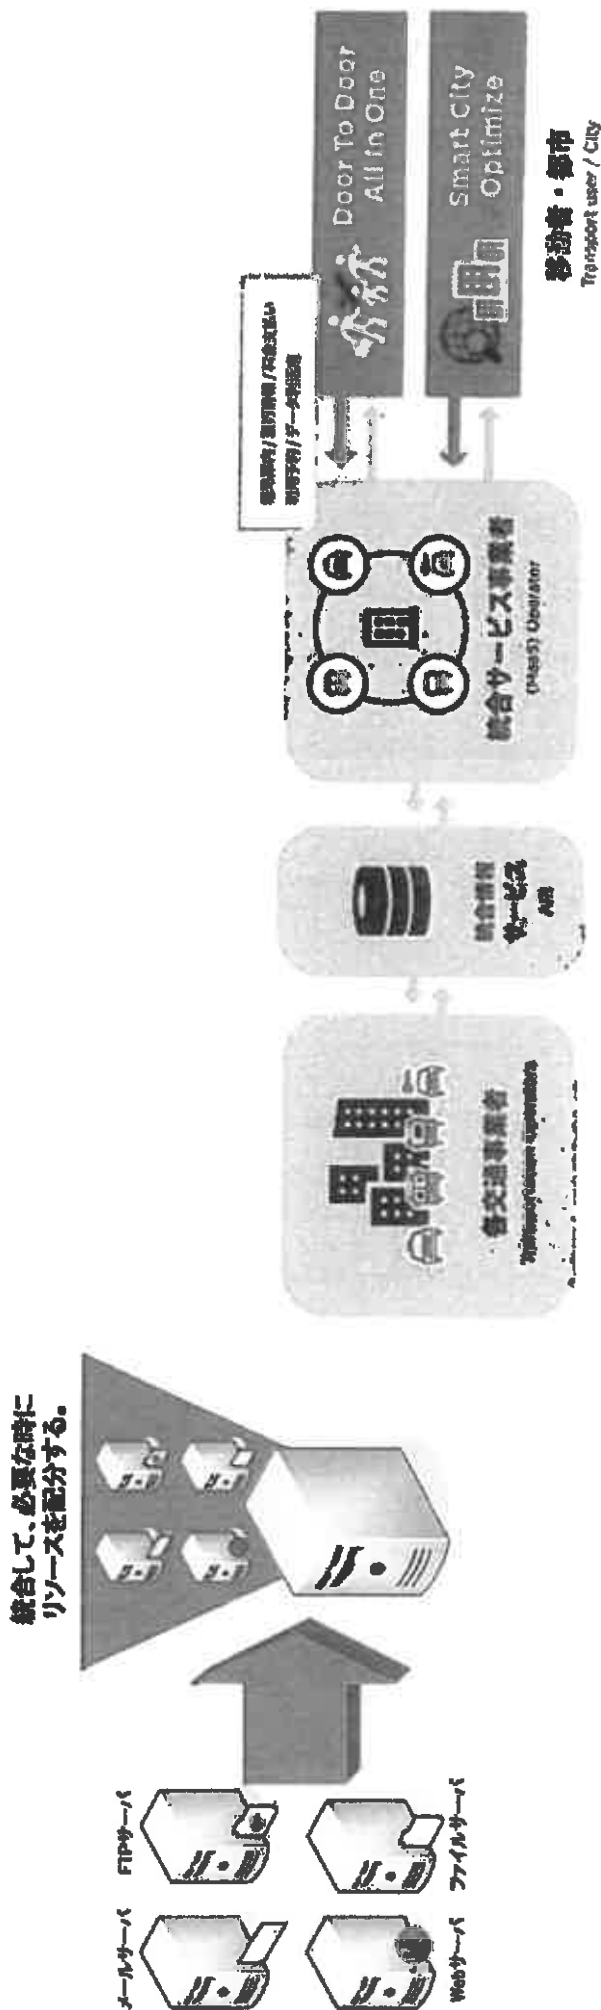 統合して、必要な時に
リソースを配分する。
メールサーバ
FTPサーバ
Webサーバ
ファイルサーバ
各交通事業者
統合情報
サービス
API
統合サービス事業者
(MaaS) Operator
Door To Door
All in One
Smart City
Optimize
移動者・都市
Transport user / City